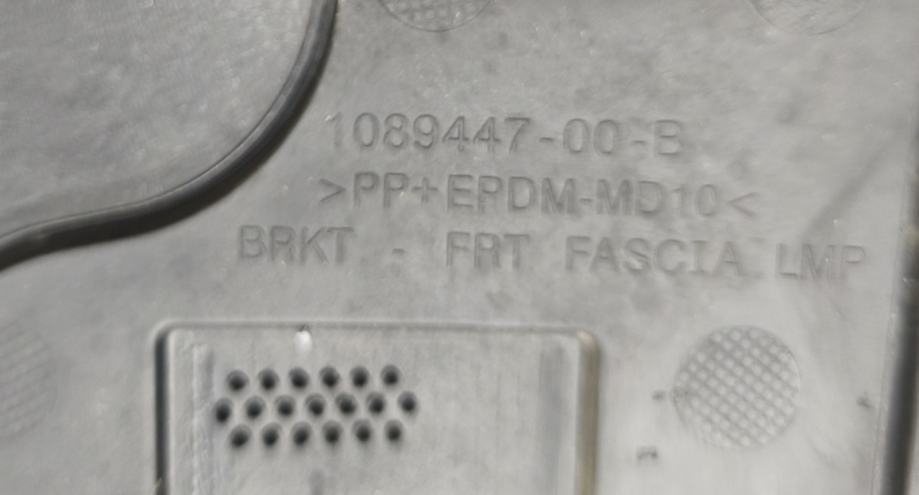 1089447-00-B
>PP+EPDM-MD10<
BRKT - FRT FASCIA LMP